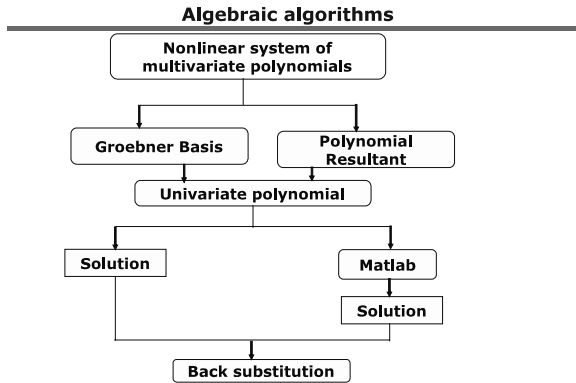 Algebraic algorithms
Nonlinear system of
multivariate polynomials
Groebner Basis
Polynomial
Resultant
Univariate polynomial
Solution
Matlab
Solution
Back substitution